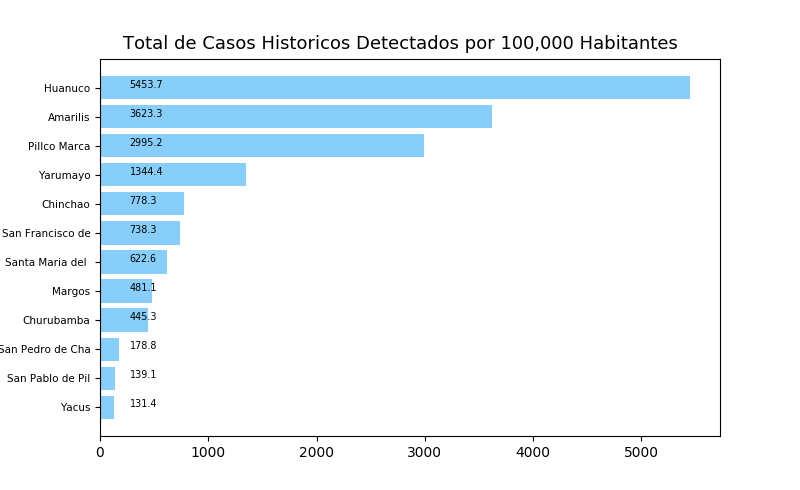 Total de Casos Historicos Detectados por 100,000 Habitantes
Huanuco 5453.7
Amarilis 3623.3
Pillco Marca 2995.2
Yarumayo 1344.4
Chinchao 778.3
San Francisco de 738.3
Santa Maria del 622.6
Margos 481.1
Churubamba 445.3
San Pedro de Cha 178.8
San Pablo de Pil 139.1
Yacus 131.4
0 1000 2000 3000 4000 5000